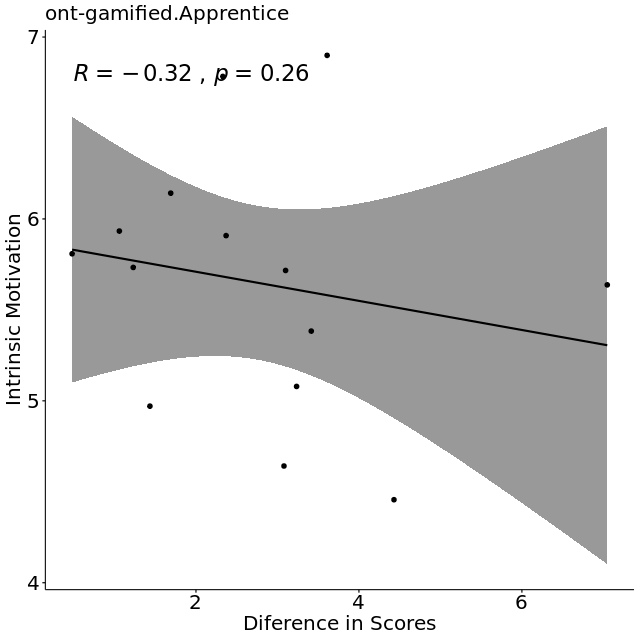 ont-gamified.Apprentice
7
R = −0.32 , p = 0.26
6
Intrinsic Motivation
5
4
2 4 6
Diference in Scores